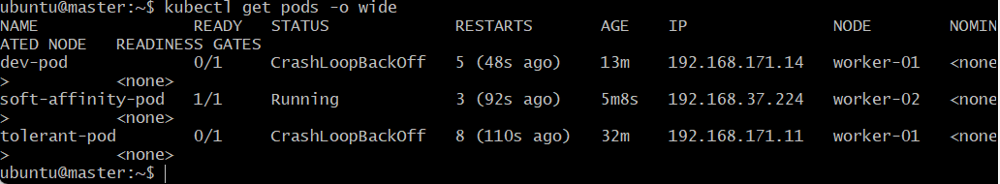 ubuntu@master:~$ kubectl get pods -o wide
NAME                READY   STATUS             RESTARTS       AGE    IP               NODE        NOMIN
ATED NODE   READINESS GATES
dev-pod             0/1     CrashLoopBackOff   5 (48s ago)    13m    192.168.171.14   worker-01   <none
>           <none>
soft-affinity-pod   1/1     Running            3 (92s ago)    5m8s   192.168.37.224   worker-02   <none
>           <none>
tolerant-pod        0/1     CrashLoopBackOff   8 (110s ago)   32m    192.168.171.11   worker-01   <none
>           <none>
ubuntu@master:~$